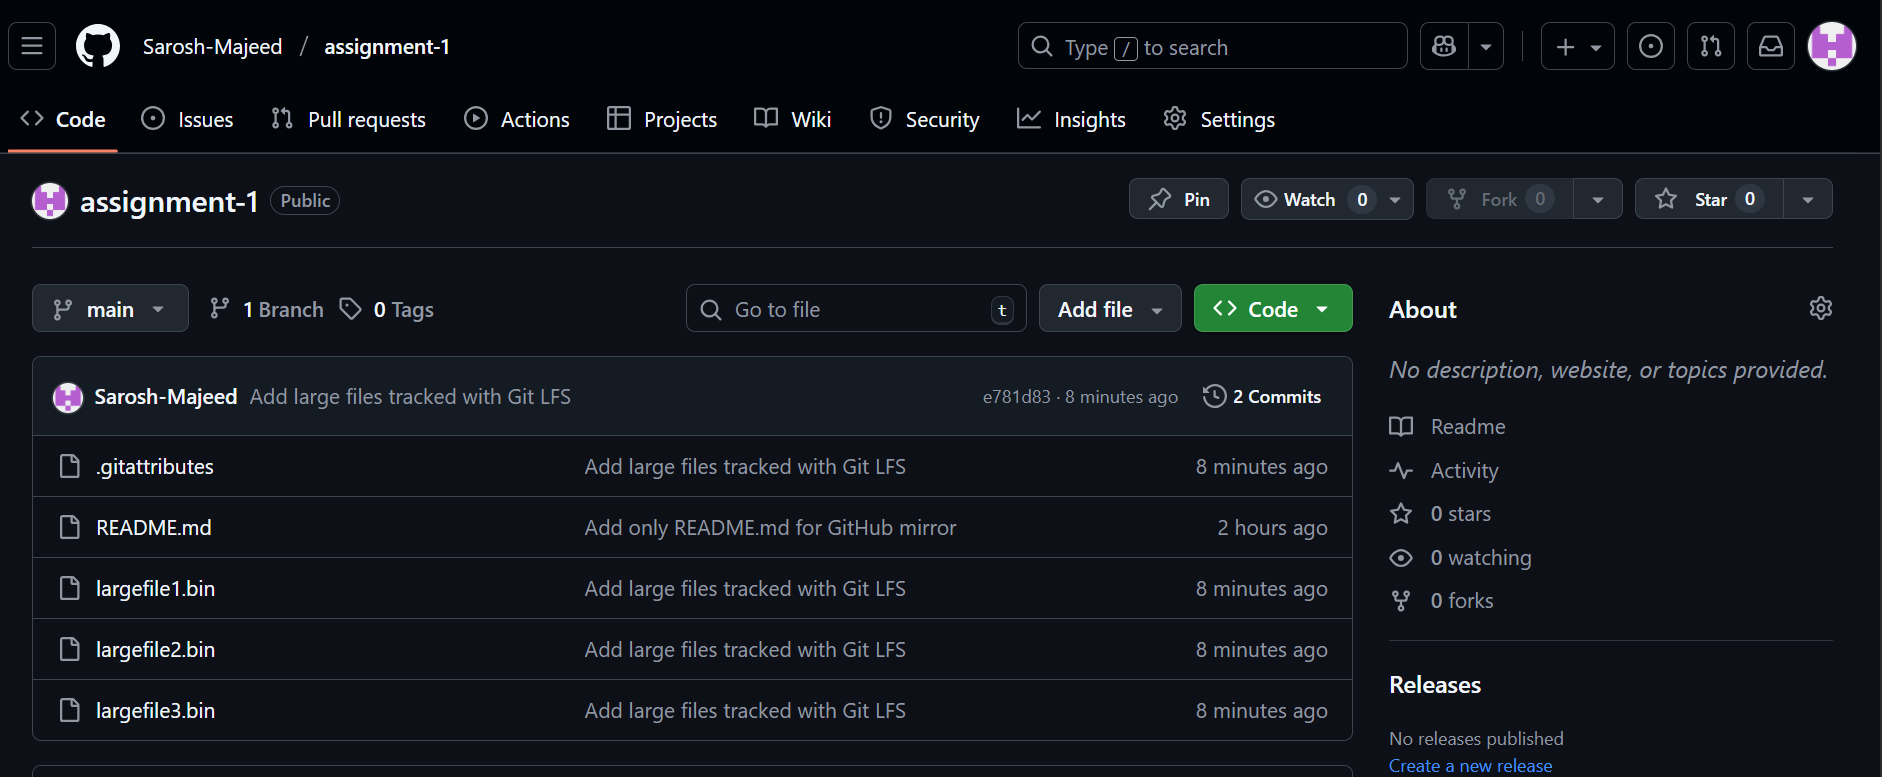 Sarosh-Majeed / assignment-1 Type / to search
Code Issues Pull requests Actions Projects Wiki Security Insights Settings
assignment-1 Public Pin Watch 0 Fork 0 Star 0
main 1 Branch 0 Tags Go to file t Add file Code
Sarosh-Majeed Add large files tracked with Git LFS e781d83 · 8 minutes ago 2 Commits
.gitattributes Add large files tracked with Git LFS 8 minutes ago
README.md Add only README.md for GitHub mirror 2 hours ago
largefile1.bin Add large files tracked with Git LFS 8 minutes ago
largefile2.bin Add large files tracked with Git LFS 8 minutes ago
largefile3.bin Add large files tracked with Git LFS 8 minutes ago
About
No description, website, or topics provided.
Readme
Activity
0 stars
0 watching
0 forks
Releases
No releases published
Create a new release